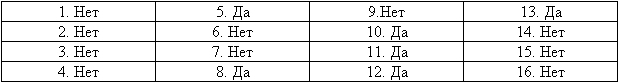 1. Нет 5. Да 9.Нет 13. Да
2. Нет 6. Нет 10. Да 14. Нет
3. Нет 7. Нет 11. Да 15. Нет
4. Нет 8. Да 12. Да 16. Нет